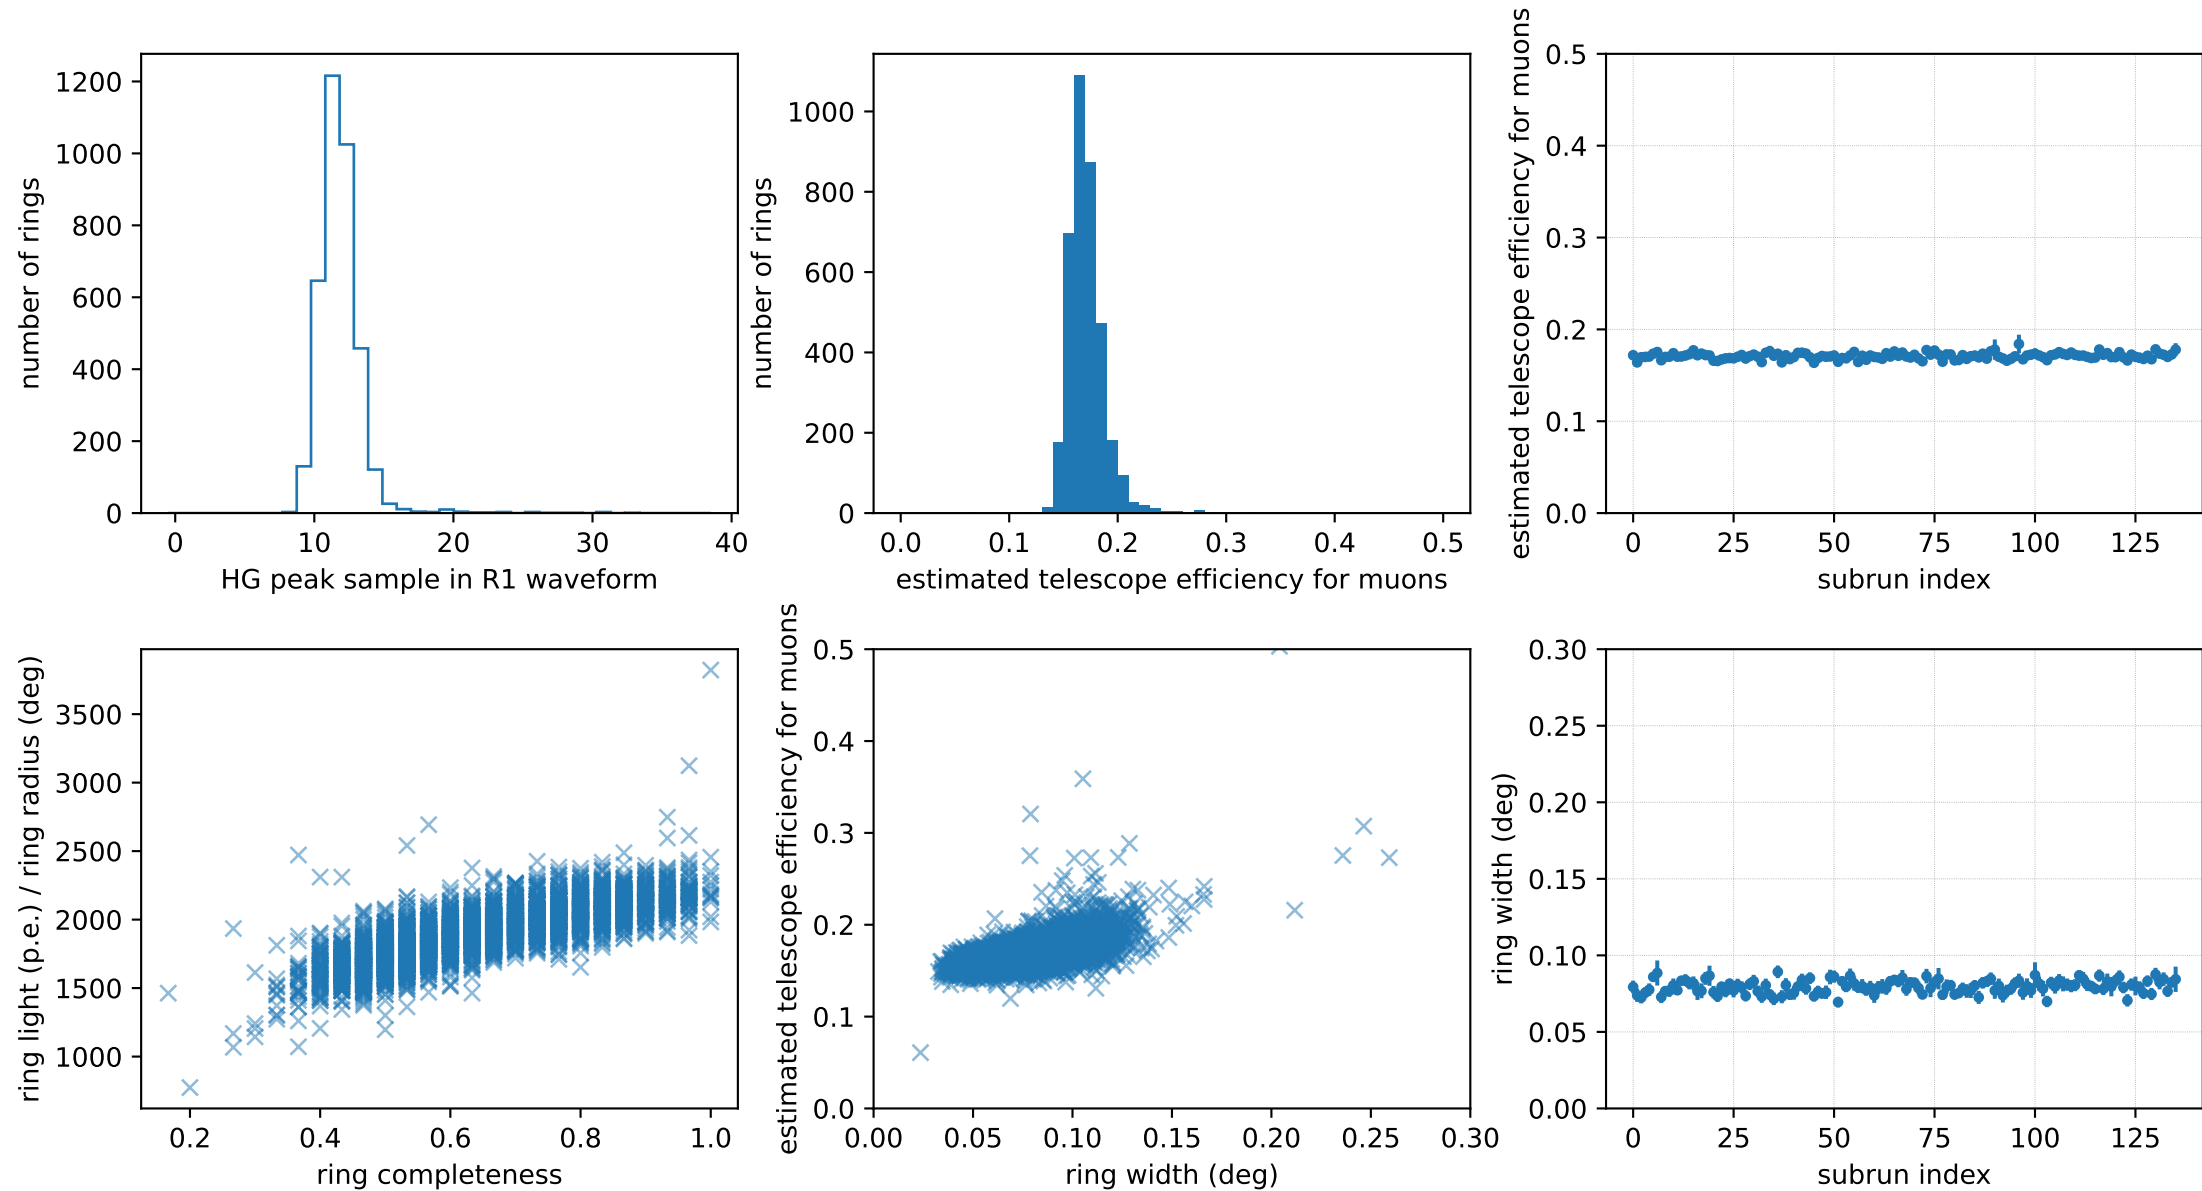 number of rings
1200
1000
800
600
400
200
0
0 10 20 30 40
HG peak sample in R1 waveform
number of rings
1000
800
600
400
200
0
0.0 0.1 0.2 0.3 0.4 0.5
estimated telescope efficiency for muons
estimated telescope efficiency for muons
0.5
0.4
0.3
0.2
0.1
0.0
0 25 50 75 100 125
subrun index
ring light (p.e.) / ring radius (deg)
3500
3000
2500
2000
1500
1000
0.2 0.4 0.6 0.8 1.0
ring completeness
estimated telescope efficiency for muons
0.5
0.4
0.3
0.2
0.1
0.0
0.00 0.05 0.10 0.15 0.20 0.25 0.30
ring width (deg)
ring width (deg)
0.30
0.25
0.20
0.15
0.10
0.05
0.00
0 25 50 75 100 125
subrun index